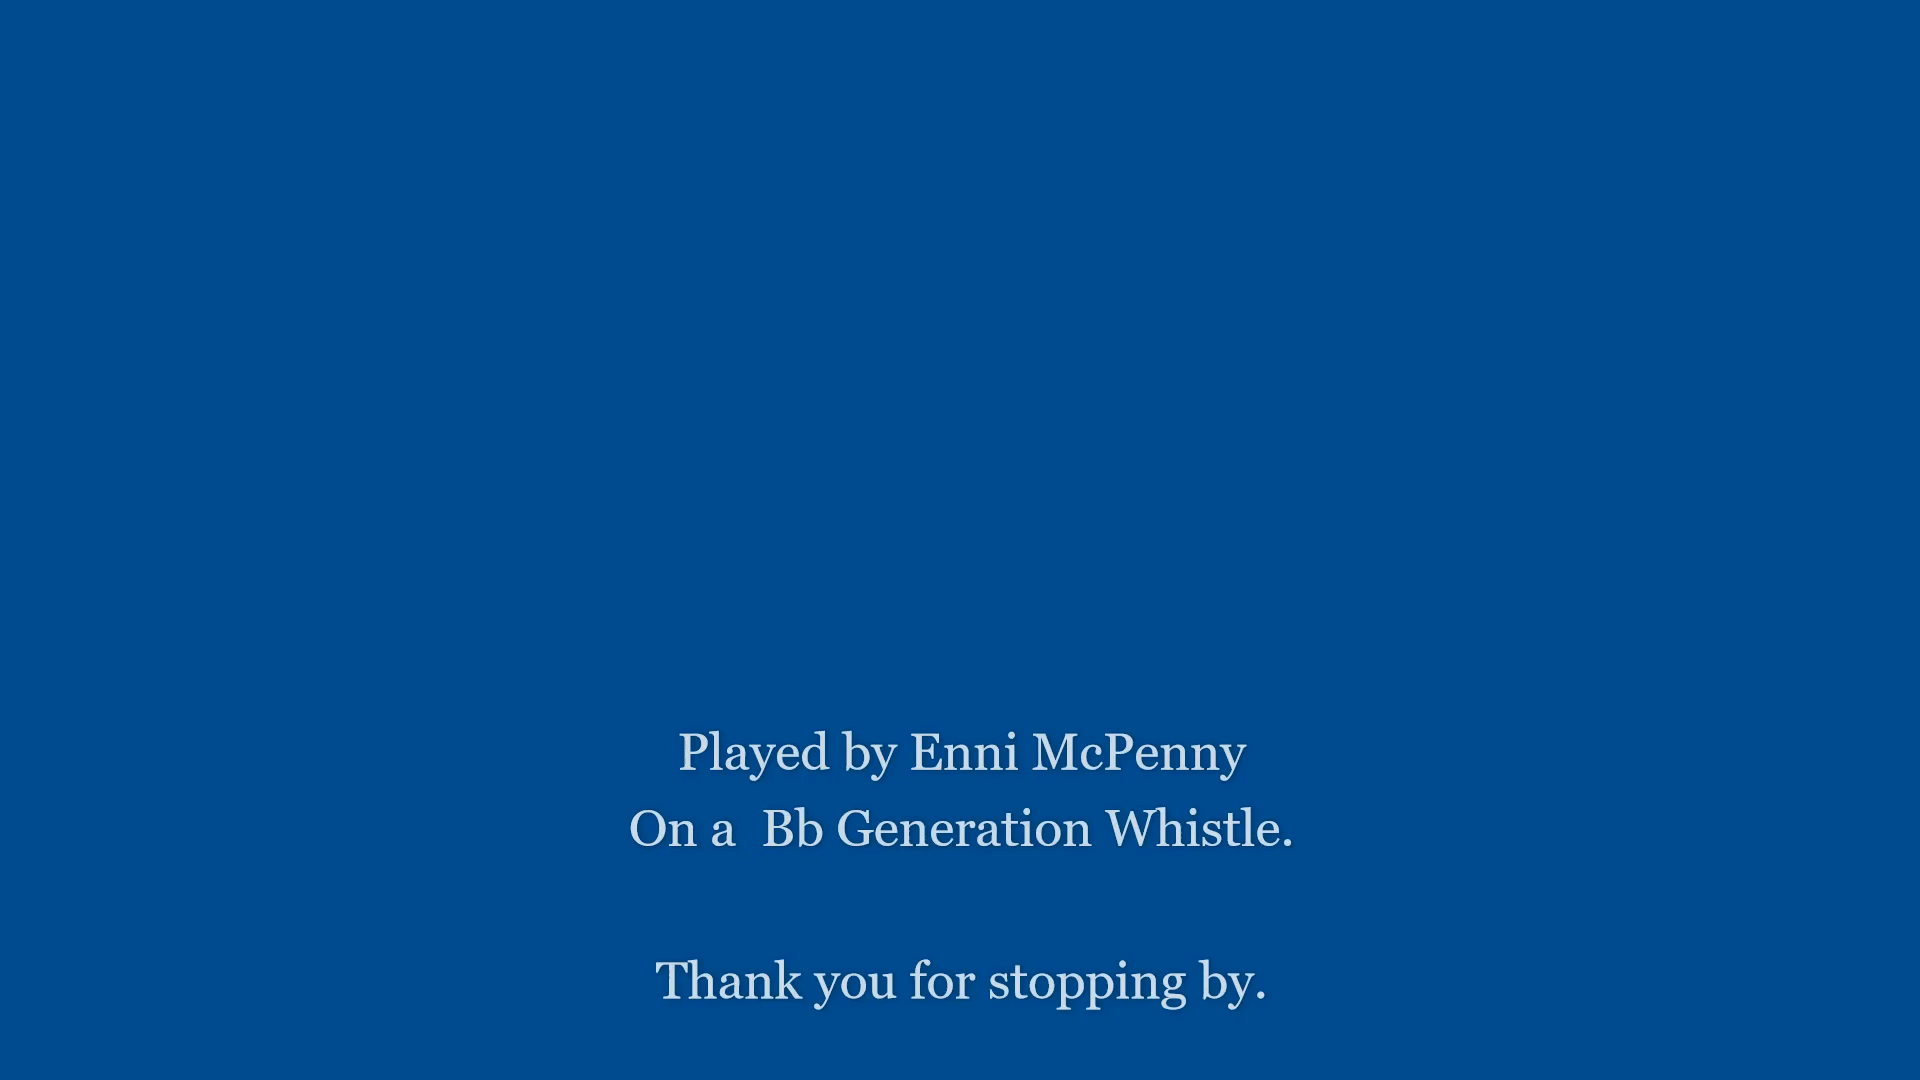 Played by Enni McPenny
On a  Bb Generation Whistle.
Thank you for stopping by.